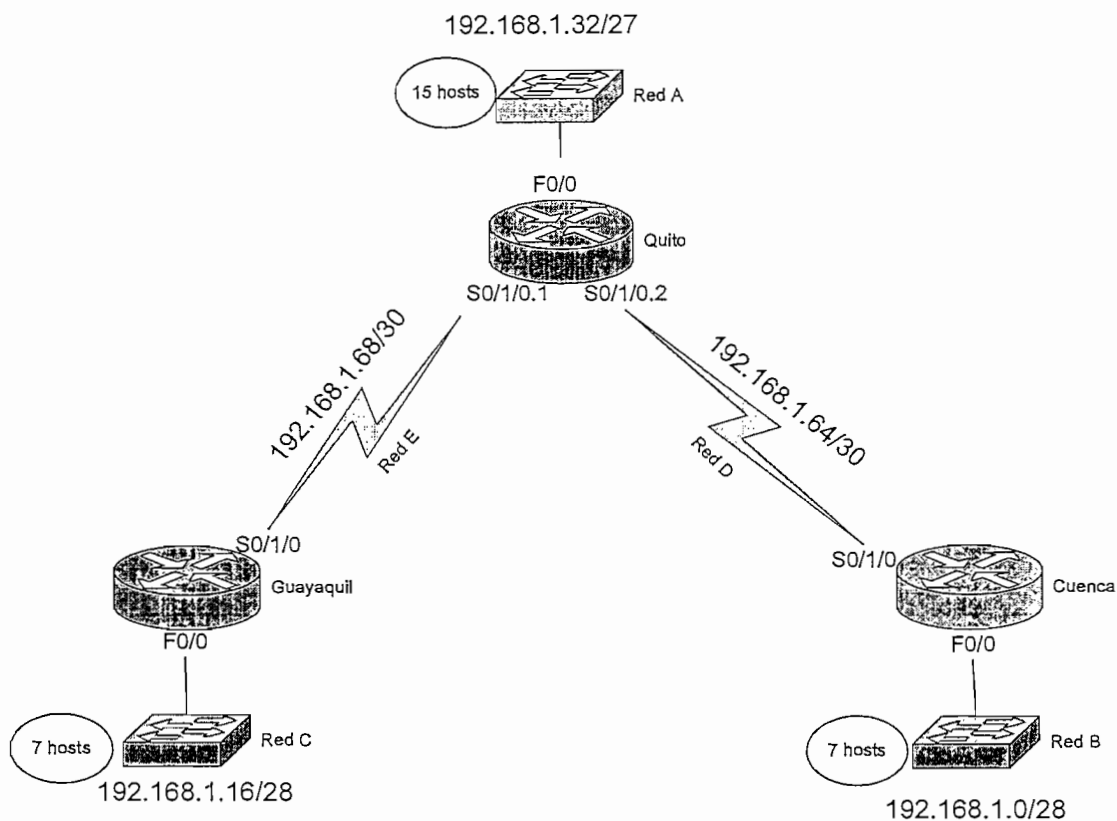 192.168.1.32/27
15 hosts
Red A
F0/0
Quito
S0/1/0.1
S0/1/0.2
192.168.1.68/30
Red E
192.168.1.64/30
Red D
S0/1/0
Guayaquil
F0/0
S0/1/0
Cuenca
F0/0
7 hosts
Red C
192.168.1.16/28
7 hosts
Red B
192.168.1.0/28